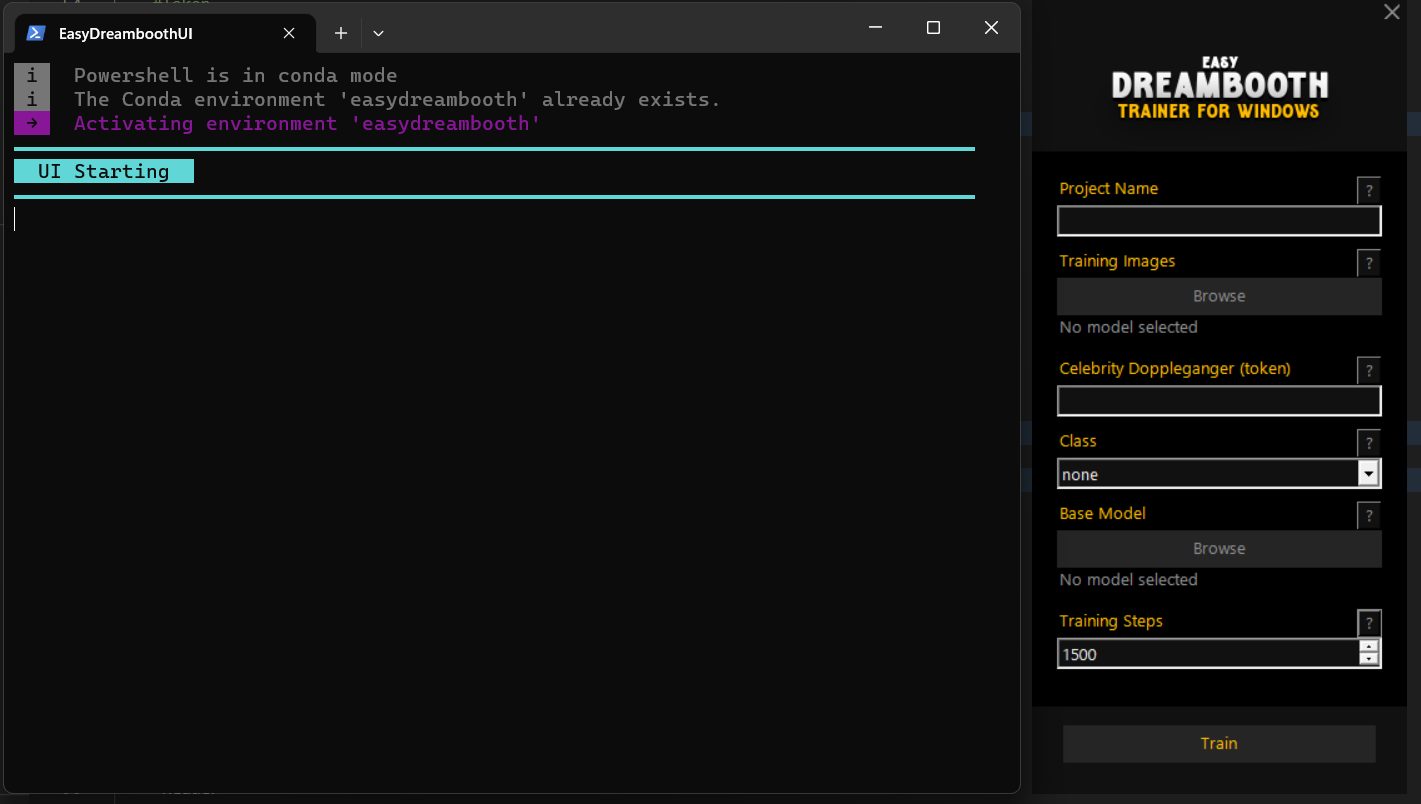 EasyDreamboothUI
i Powershell is in conda mode
i The Conda environment 'easydreambooth' already exists.
→ Activating environment 'easydreambooth'
UI Starting
EASY
DREAMBOOTH
TRAINER FOR WINDOWS
Project Name ?
Training Images ?
Browse
No model selected
Celebrity Doppleganger (token) ?
Class ?
none
Base Model ?
Browse
No model selected
Training Steps ?
1500
Train